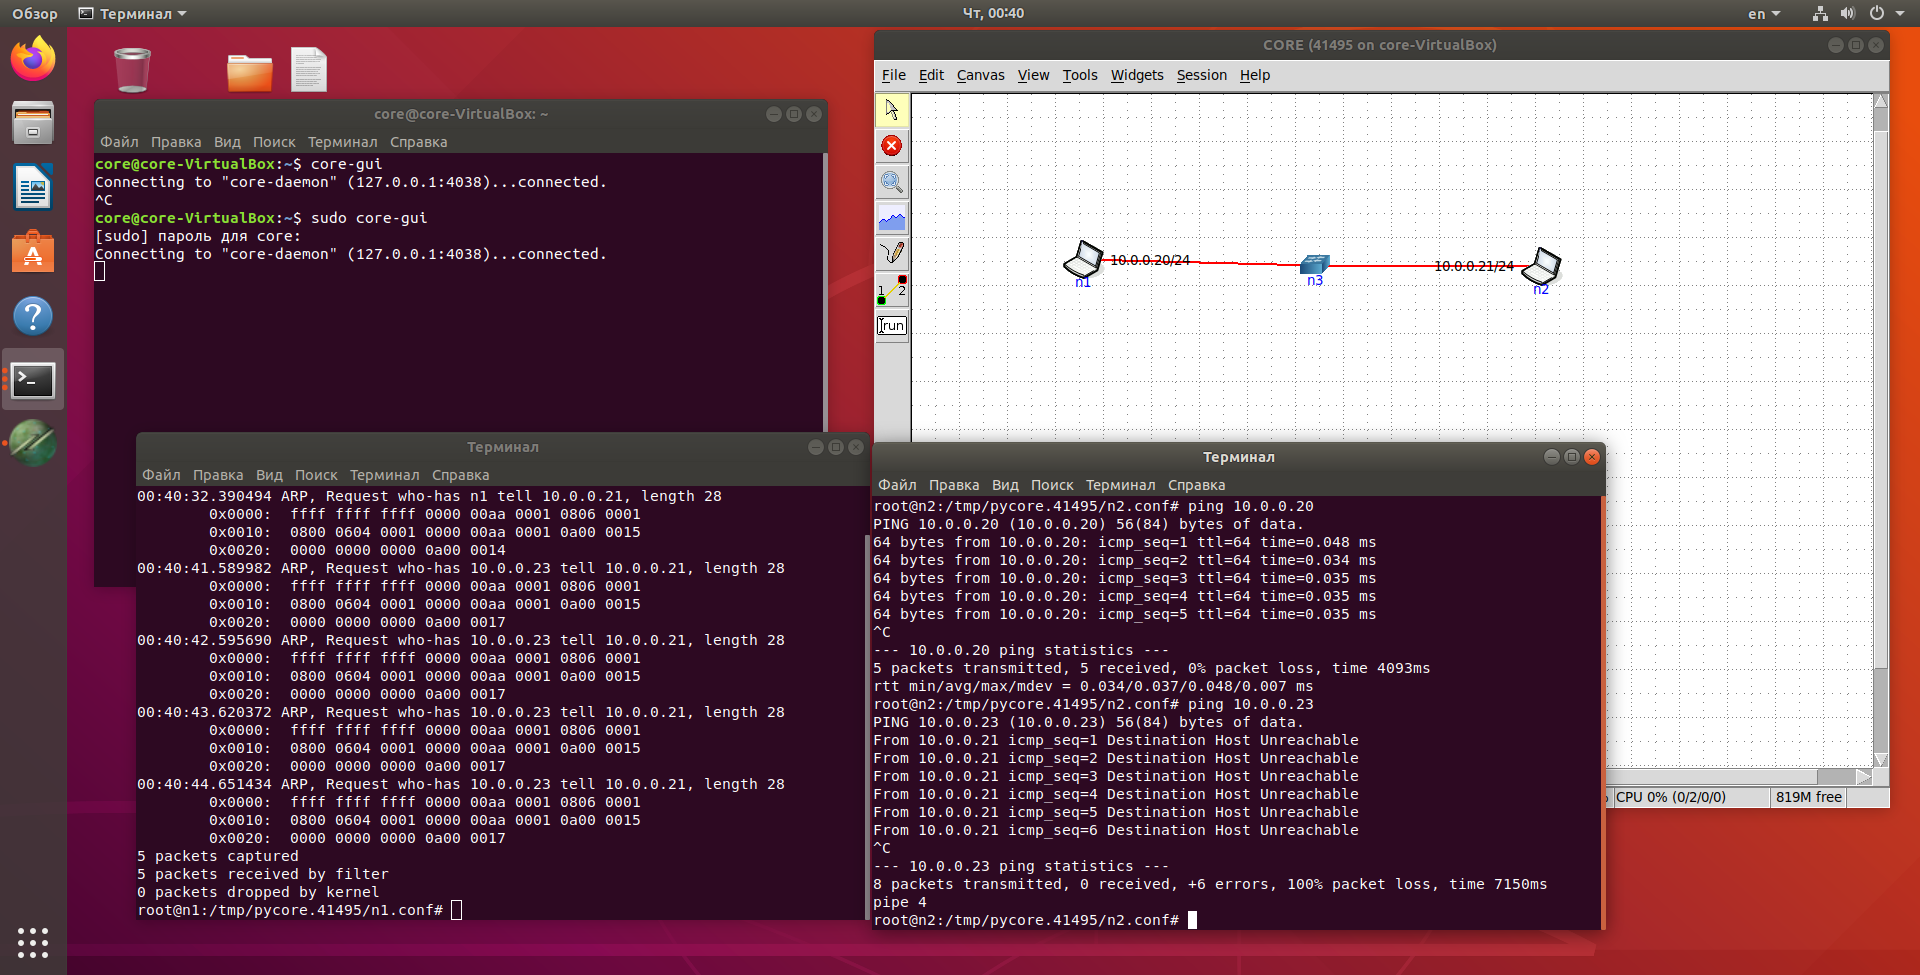 Обзор
Терминал
Чт, 00:40
en
core@core-VirtualBox: ~
Файл Правка Вид Поиск Терминал Справка
core@core-VirtualBox:~$ core-gui
Connecting to "core-daemon" (127.0.0.1:4038)...connected.
^C
core@core-VirtualBox:~$ sudo core-gui
[sudo] пароль для core:
Connecting to "core-daemon" (127.0.0.1:4038)...connected.
CORE (41495 on core-VirtualBox)
File Edit Canvas View Tools Widgets Session Help
1 2
run
10.0.0.20/24
10.0.0.21/24
n1
n3
n2
CPU 0% (0/2/0/0)
819M free
Терминал
Файл Правка Вид Поиск Терминал Справка
00:40:32.390494 ARP, Request who-has n1 tell 10.0.0.21, length 28
0x0000: ffff ffff ffff 0000 00aa 0001 0806 0001
0x0010: 0800 0604 0001 0000 00aa 0001 0a00 0015
0x0020: 0000 0000 0000 0a00 0014
00:40:41.589982 ARP, Request who-has 10.0.0.23 tell 10.0.0.21, length 28
0x0000: ffff ffff ffff 0000 00aa 0001 0806 0001
0x0010: 0800 0604 0001 0000 00aa 0001 0a00 0015
0x0020: 0000 0000 0000 0a00 0017
00:40:42.595690 ARP, Request who-has 10.0.0.23 tell 10.0.0.21, length 28
0x0000: ffff ffff ffff 0000 00aa 0001 0806 0001
0x0010: 0800 0604 0001 0000 00aa 0001 0a00 0015
0x0020: 0000 0000 0000 0a00 0017
00:40:43.620372 ARP, Request who-has 10.0.0.23 tell 10.0.0.21, length 28
0x0000: ffff ffff ffff 0000 00aa 0001 0806 0001
0x0010: 0800 0604 0001 0000 00aa 0001 0a00 0015
0x0020: 0000 0000 0000 0a00 0017
00:40:44.651434 ARP, Request who-has 10.0.0.23 tell 10.0.0.21, length 28
0x0000: ffff ffff ffff 0000 00aa 0001 0806 0001
0x0010: 0800 0604 0001 0000 00aa 0001 0a00 0015
0x0020: 0000 0000 0000 0a00 0017
5 packets captured
5 packets received by filter
0 packets dropped by kernel
root@n1:/tmp/pycore.41495/n1.conf#
Терминал
Файл Правка Вид Поиск Терминал Справка
root@n2:/tmp/pycore.41495/n2.conf# ping 10.0.0.20
PING 10.0.0.20 (10.0.0.20) 56(84) bytes of data.
64 bytes from 10.0.0.20: icmp_seq=1 ttl=64 time=0.048 ms
64 bytes from 10.0.0.20: icmp_seq=2 ttl=64 time=0.034 ms
64 bytes from 10.0.0.20: icmp_seq=3 ttl=64 time=0.035 ms
64 bytes from 10.0.0.20: icmp_seq=4 ttl=64 time=0.035 ms
64 bytes from 10.0.0.20: icmp_seq=5 ttl=64 time=0.035 ms
^C
--- 10.0.0.20 ping statistics ---
5 packets transmitted, 5 received, 0% packet loss, time 4093ms
rtt min/avg/max/mdev = 0.034/0.037/0.048/0.007 ms
root@n2:/tmp/pycore.41495/n2.conf# ping 10.0.0.23
PING 10.0.0.23 (10.0.0.23) 56(84) bytes of data.
From 10.0.0.21 icmp_seq=1 Destination Host Unreachable
From 10.0.0.21 icmp_seq=2 Destination Host Unreachable
From 10.0.0.21 icmp_seq=3 Destination Host Unreachable
From 10.0.0.21 icmp_seq=4 Destination Host Unreachable
From 10.0.0.21 icmp_seq=5 Destination Host Unreachable
From 10.0.0.21 icmp_seq=6 Destination Host Unreachable
^C
--- 10.0.0.23 ping statistics ---
8 packets transmitted, 0 received, +6 errors, 100% packet loss, time 7150ms
pipe 4
root@n2:/tmp/pycore.41495/n2.conf#